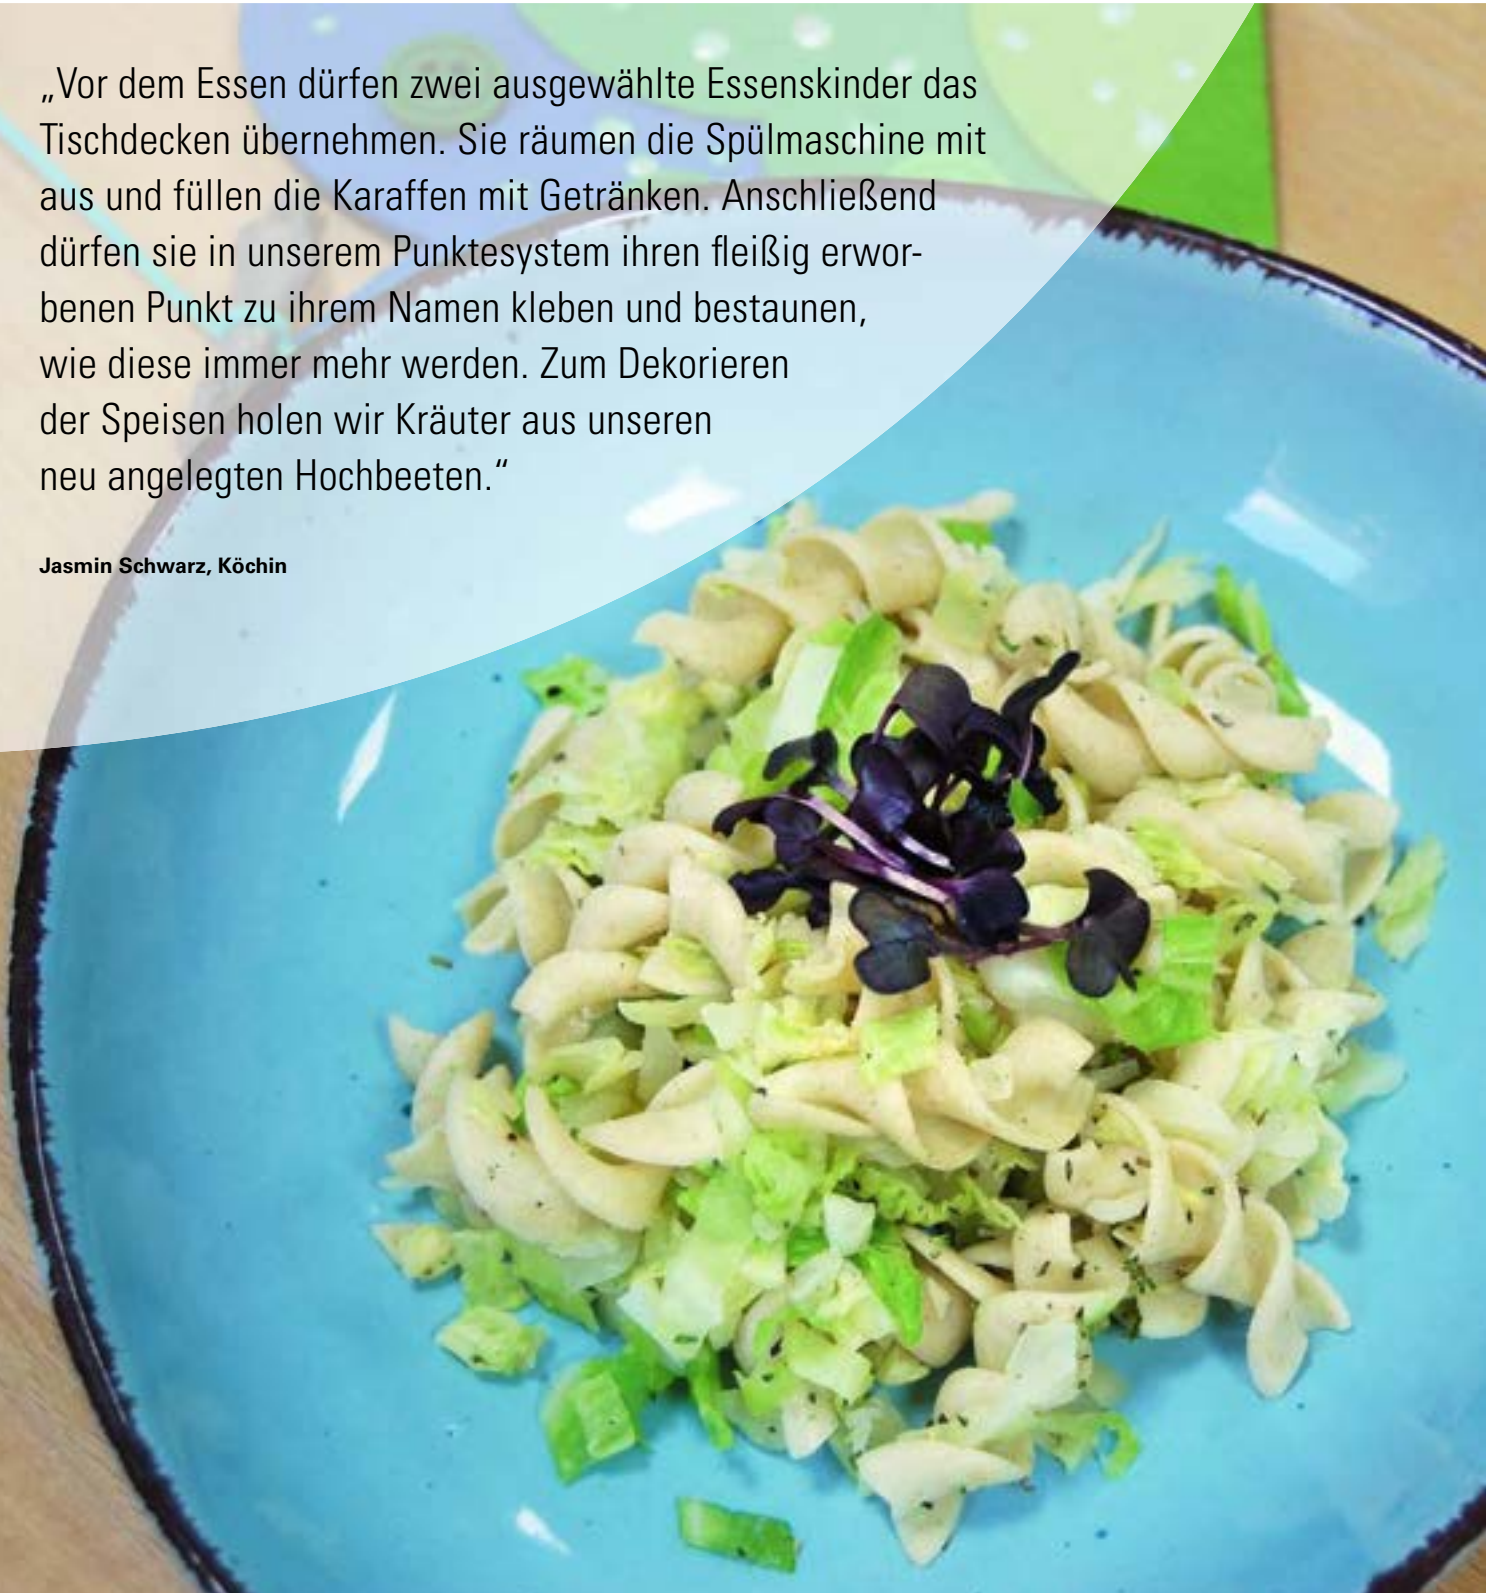 „Vor dem Essen dürfen zwei ausgewählte Essenskinder das
Tischdecken übernehmen. Sie räumen die Spülmaschine mit
aus und füllen die Karaffen mit Getränken. Anschließend
dürfen sie in unserem Punktesystem ihren fleißig erwor-
benen Punkt zu ihrem Namen kleben und bestaunen,
wie diese immer mehr werden. Zum Dekorieren
der Speisen holen wir Kräuter aus unseren
neu angelegten Hochbeeten.“
Jasmin Schwarz, Köchin